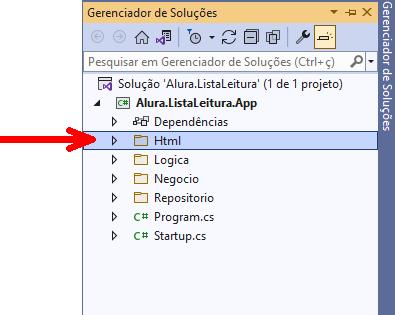 Gerenciador de Soluções
Pesquisar em Gerenciador de Soluções (Ctrl+ç)
Solução 'Alura.ListaLeitura' (1 de 1 projeto)
C# Alura.ListaLeitura.App
Dependências
Html
Logica
Negocio
Repositorio
C# Program.cs
C# Startup.cs
Gerenciador de Soluções